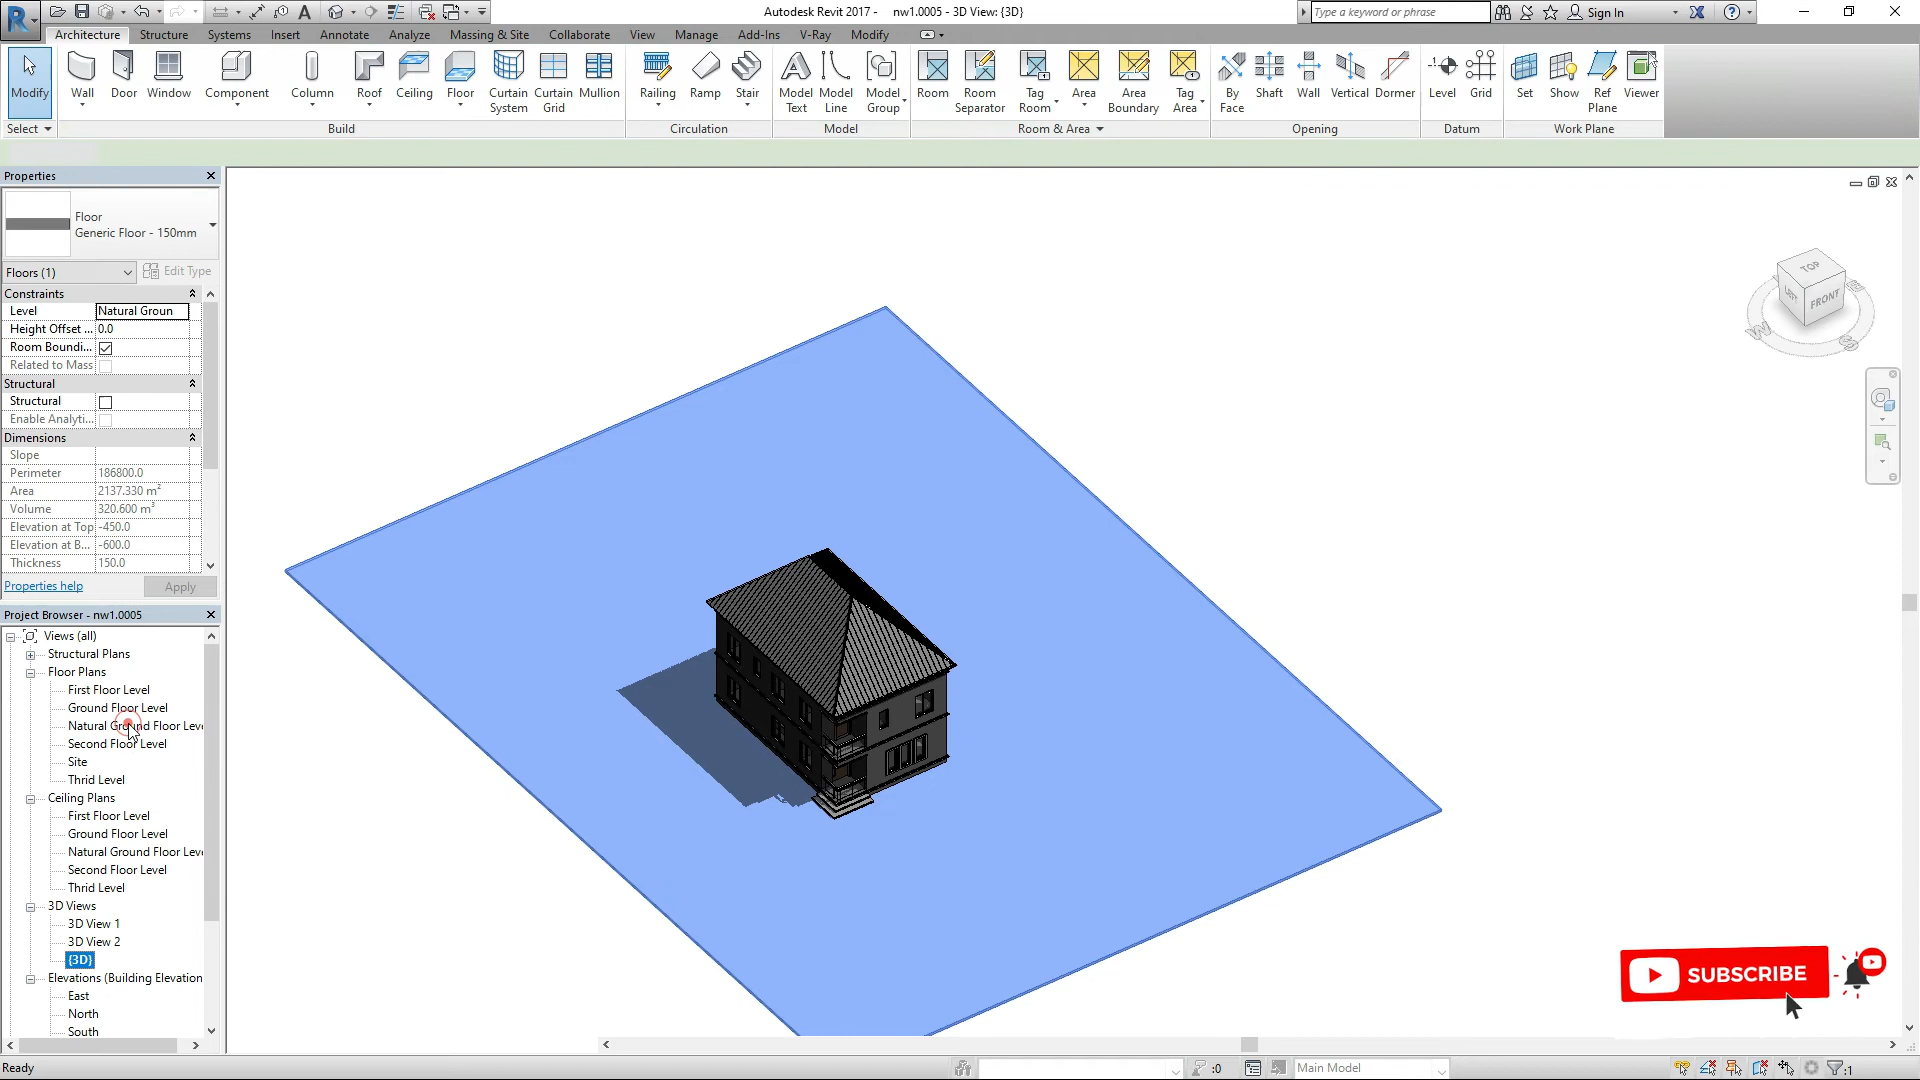 Autodesk Revit 2017 - nw1.0005 - 3D View: {3D}
Type a keyword or phrase
Sign In
Architecture Structure Systems Insert Annotate Analyze Massing & Site Collaborate View Manage Add-Ins V-Ray Modify
Modify Wall Door Window Component Column Roof Ceiling Floor Curtain System Curtain Grid Mullion Railing Ramp Stair Model Text Model Line Model Group Room Room Separator Tag Room Area Area Boundary Tag Area By Face Shaft Wall Vertical Dormer Level Grid Set Show Ref Plane Viewer
Select Build Circulation Model Room & Area Opening Datum Work Plane
Properties
Floor
Generic Floor - 150mm
Floors (1) Edit Type
Constraints
Level Natural Groun
Height Offset ... 0.0
Room Boundi...
Related to Mass
Structural
Structural
Enable Analyti...
Dimensions
Slope
Perimeter 186800.0
Area 2137.330 m²
Volume 320.600 m³
Elevation at Top -450.0
Elevation at B... -600.0
Thickness 150.0
Properties help Apply
Project Browser - nw1.0005
Views (all)
Structural Plans
Floor Plans
First Floor Level
Ground Floor Level
Natural Ground Floor Leve
Second Floor Level
Site
Thrid Level
Ceiling Plans
First Floor Level
Ground Floor Level
Natural Ground Floor Leve
Second Floor Level
Thrid Level
3D Views
3D View 1
3D View 2
{3D}
Elevations (Building Elevation
East
North
South
TOP
LEFT FRONT
W S E
SUBSCRIBE
Ready
:0
Main Model
:1